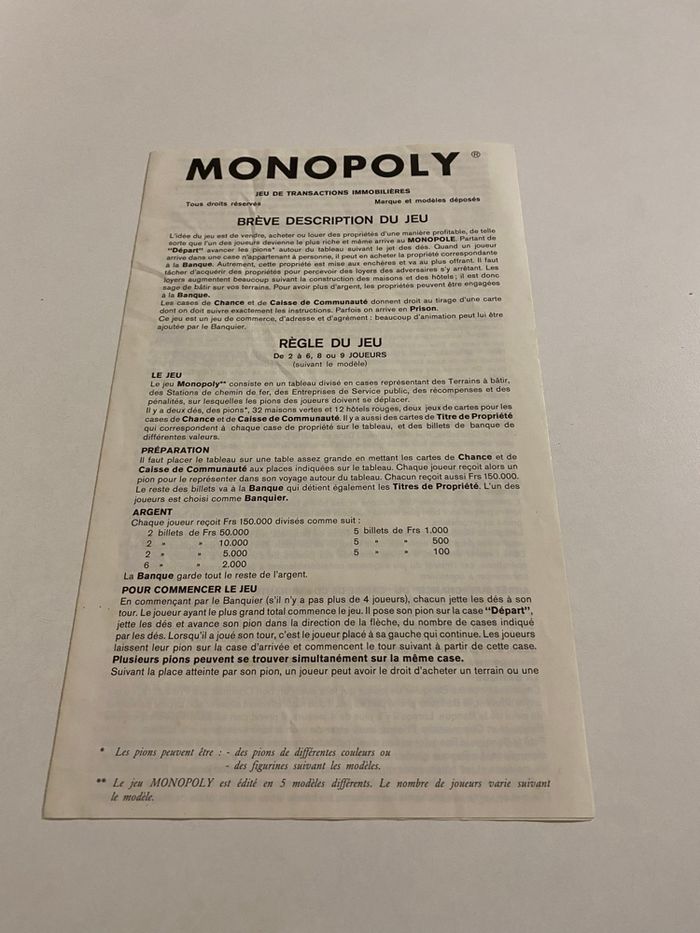 MONOPOLY ®
JEU DE TRANSACTIONS IMMOBILIÈRES
Tous droits réservés Marque et modèles déposés
BRÈVE DESCRIPTION DU JEU
L'idée du jeu est de vendre, acheter ou louer des propriétés d'une manière profitable, de telle
sorte que l'un des joueurs devienne le plus riche et même arrive au MONOPOLE. Partant de
"Départ" avancer les pions* autour du tableau suivant le jet des dés. Quand un joueur
arrive dans une case n'appartenant à personne, il peut en acheter la propriété correspondante
à la Banque. Autrement, cette propriété est mise aux enchères et va au plus offrant. Il faut
tâcher d'acquérir des propriétés pour percevoir des loyers des adversaires s'y arrêtant. Les
loyers augmentent beaucoup suivant la construction des maisons et des hôtels ; il est donc
sage de bâtir sur vos terrains. Pour avoir plus d'argent, les propriétés peuvent être engagées
à la Banque.
Les cases de Chance et de Caisse de Communauté donnent droit au tirage d'une carte
dont on doit suivre exactement les instructions. Parfois on arrive en Prison.
Ce jeu est un jeu de commerce, d'adresse et d'agrément : beaucoup d'animation peut lui être
ajoutée par le Banquier.
RÈGLE DU JEU
De 2 à 6, 8 ou 9 JOUEURS
(suivant le modèle)
LE JEU
Le jeu Monopoly** consiste en un tableau divisé en cases représentant des Terrains à bâtir,
des Stations de chemin de fer, des Entreprises de Service public, des récompenses et des
pénalités, sur lesquelles les pions des joueurs doivent se déplacer.
Il y a deux dés, des pions*, 32 maisons vertes et 12 hôtels rouges, deux jeux de cartes pour les
cases de Chance et de Caisse de Communauté. Il y a aussi des cartes de Titre de Propriété
qui correspondent à chaque case de propriété sur le tableau, et des billets de banque de
différentes valeurs.
PRÉPARATION
Il faut placer le tableau sur une table assez grande en mettant les cartes de Chance et de
Caisse de Communauté aux places indiquées sur le tableau. Chaque joueur reçoit alors un
pion pour le représenter dans son voyage autour du tableau. Chacun reçoit aussi Frs 150.000.
Le reste des billets va à la Banque qui détient également les Titres de Propriété. L'un des
joueurs est choisi comme Banquier.
ARGENT
Chaque joueur reçoit Frs 150.000 divisés comme suit :
2 billets de Frs 50.000 5 billets de Frs 1.000
2 » » 10.000 5 » » 500
2 » » 5.000 5 » » 100
6 » » 2.000
La Banque garde tout le reste de l'argent.
POUR COMMENCER LE JEU
En commençant par le Banquier (s'il n'y a pas plus de 4 joueurs), chacun jette les dés à son
tour. Le joueur ayant le plus grand total commence le jeu. Il pose son pion sur la case "Départ",
jette les dés et avance son pion dans la direction de la flèche, du nombre de cases indiqué
par les dés. Lorsqu'il a joué son tour, c'est le joueur placé à sa gauche qui continue. Les joueurs
laissent leur pion sur la case d'arrivée et commencent le tour suivant à partir de cette case.
Plusieurs pions peuvent se trouver simultanément sur la même case.
Suivant la place atteinte par son pion, un joueur peut avoir le droit d'acheter un terrain ou une
* Les pions peuvent être : - des pions de différentes couleurs ou
- des figurines suivant les modèles.
** Le jeu MONOPOLY est édité en 5 modèles différents. Le nombre de joueurs varie suivant
le modèle.